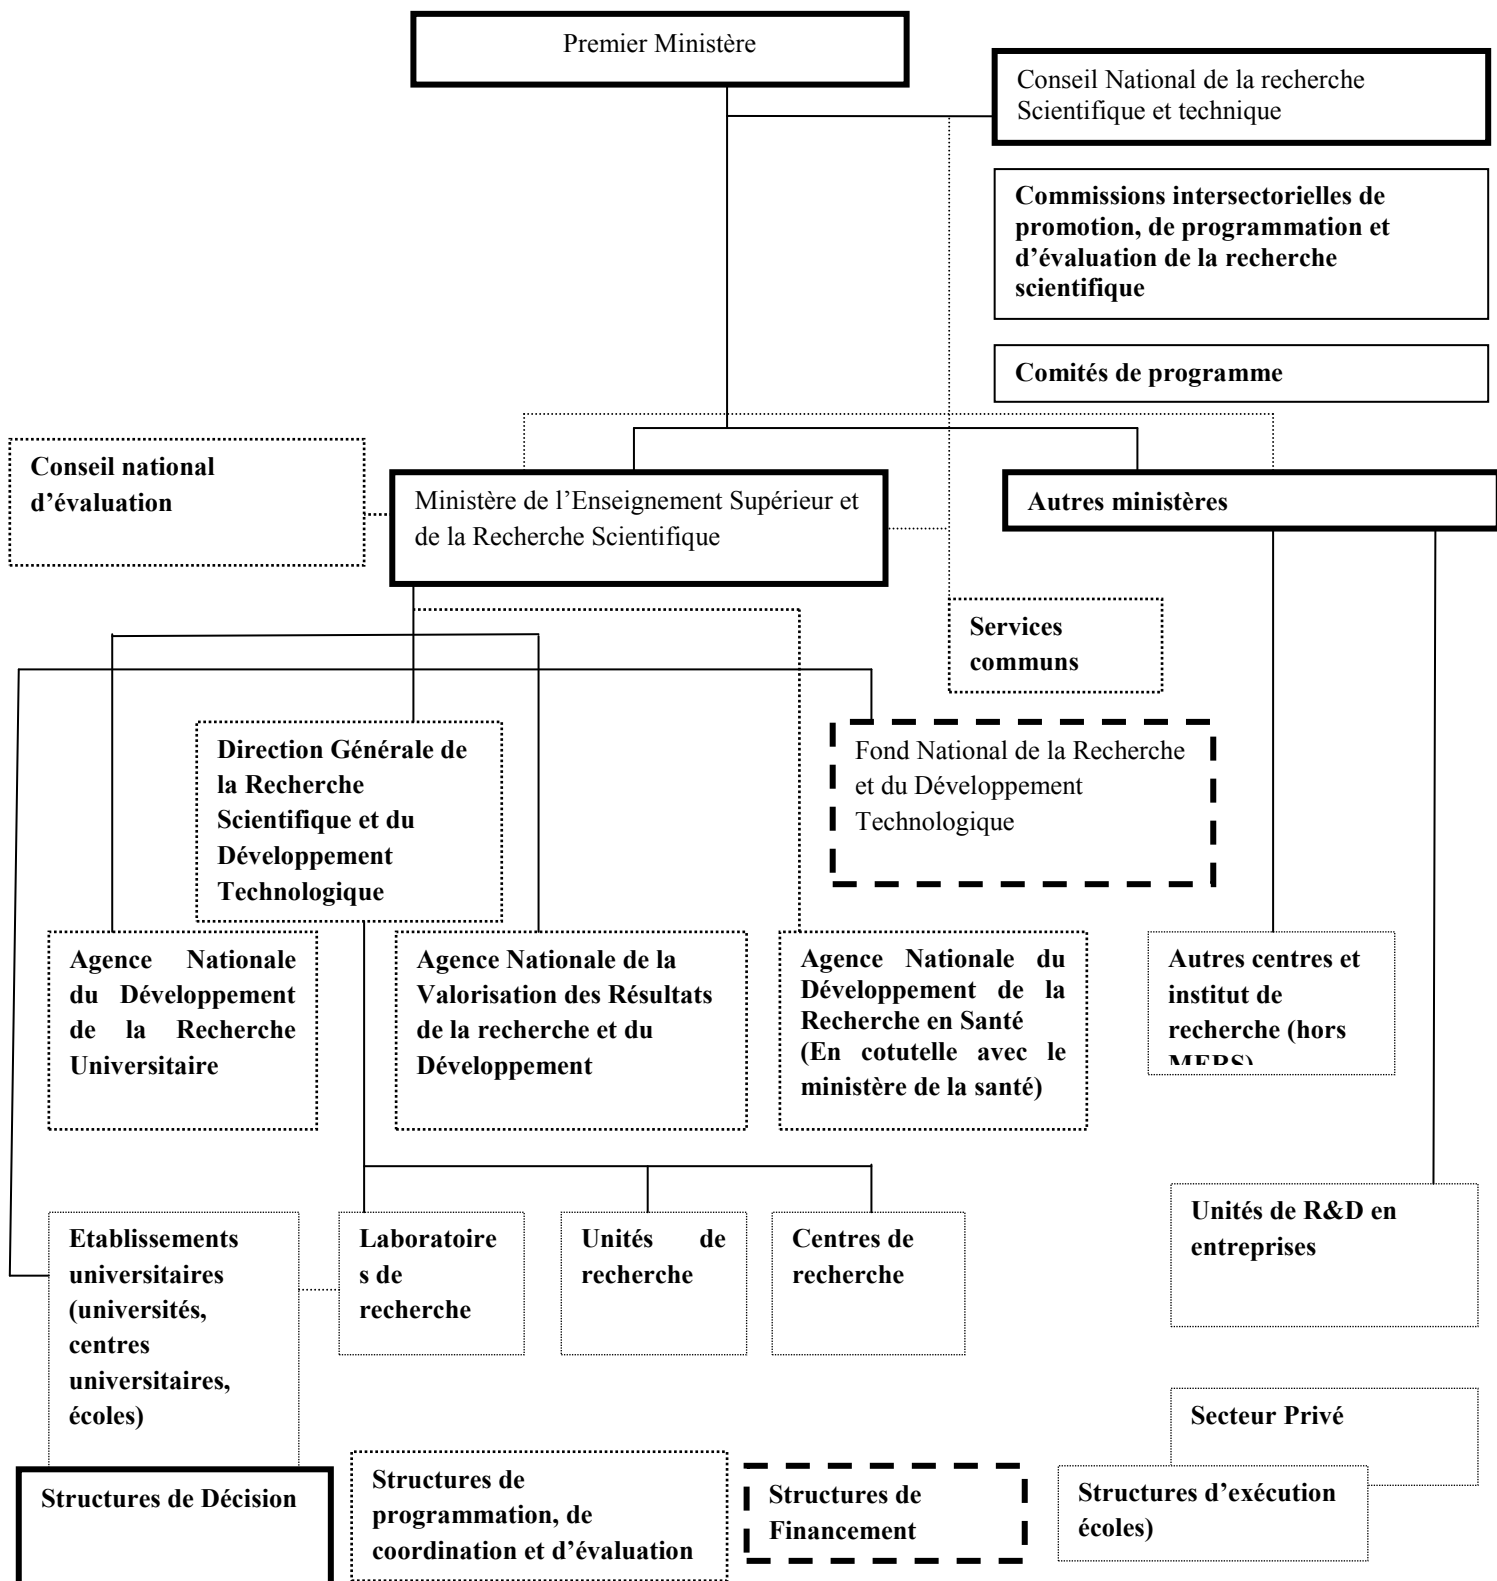 Premier Ministère
Conseil National de la recherche
Scientifique et technique
Commissions intersectorielles de
promotion, de programmation et
d’évaluation de la recherche
scientifique
Comités de programme
Conseil national
d’évaluation
Ministère de l’Enseignement Supérieur et
de la Recherche Scientifique
Autres ministères
Services
communs
Direction Générale de
la Recherche
Scientifique et du
Développement
Technologique
Fond National de la Recherche
et du Développement
Technologique
Agence Nationale
du Développement
de la Recherche
Universitaire
Agence Nationale de la
Valorisation des Résultats
de la recherche et du
Développement
Agence Nationale du
Développement de la
Recherche en Santé
(En cotutelle avec le
ministère de la santé)
Autres centres et
institut de
recherche (hors
Etablissements
universitaires
(universités,
centres
universitaires,
écoles)
Laboratoire
s de
recherche
Unités de
recherche
Centres de
recherche
Unités de R&D en
entreprises
Secteur Privé
Structures de Décision
Structures de
programmation, de
coordination et d’évaluation
Structures de
Financement
Structures d’exécution
écoles)